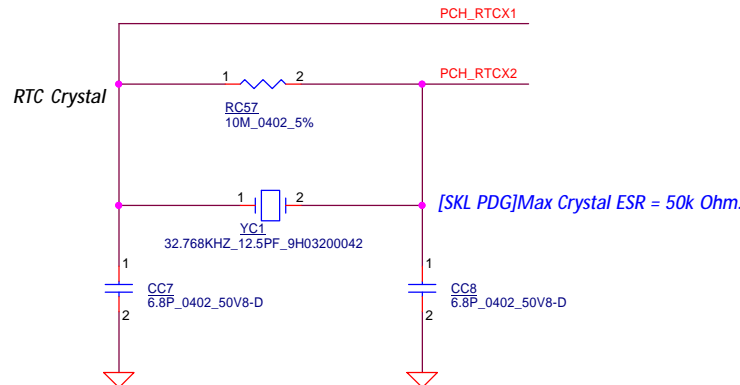 PCH_RTCX1
PCH_RTCX2
1
2
RTC Crystal
RC57
10M_0402_5%
1
2
[SKL PDG]Max Crystal ESR = 50k Ohm.
YC1
32.768KHZ_12.5PF_9H03200042
1
1
CC7
CC8
6.8P_0402_50V8-D
6.8P_0402_50V8-D
2
2